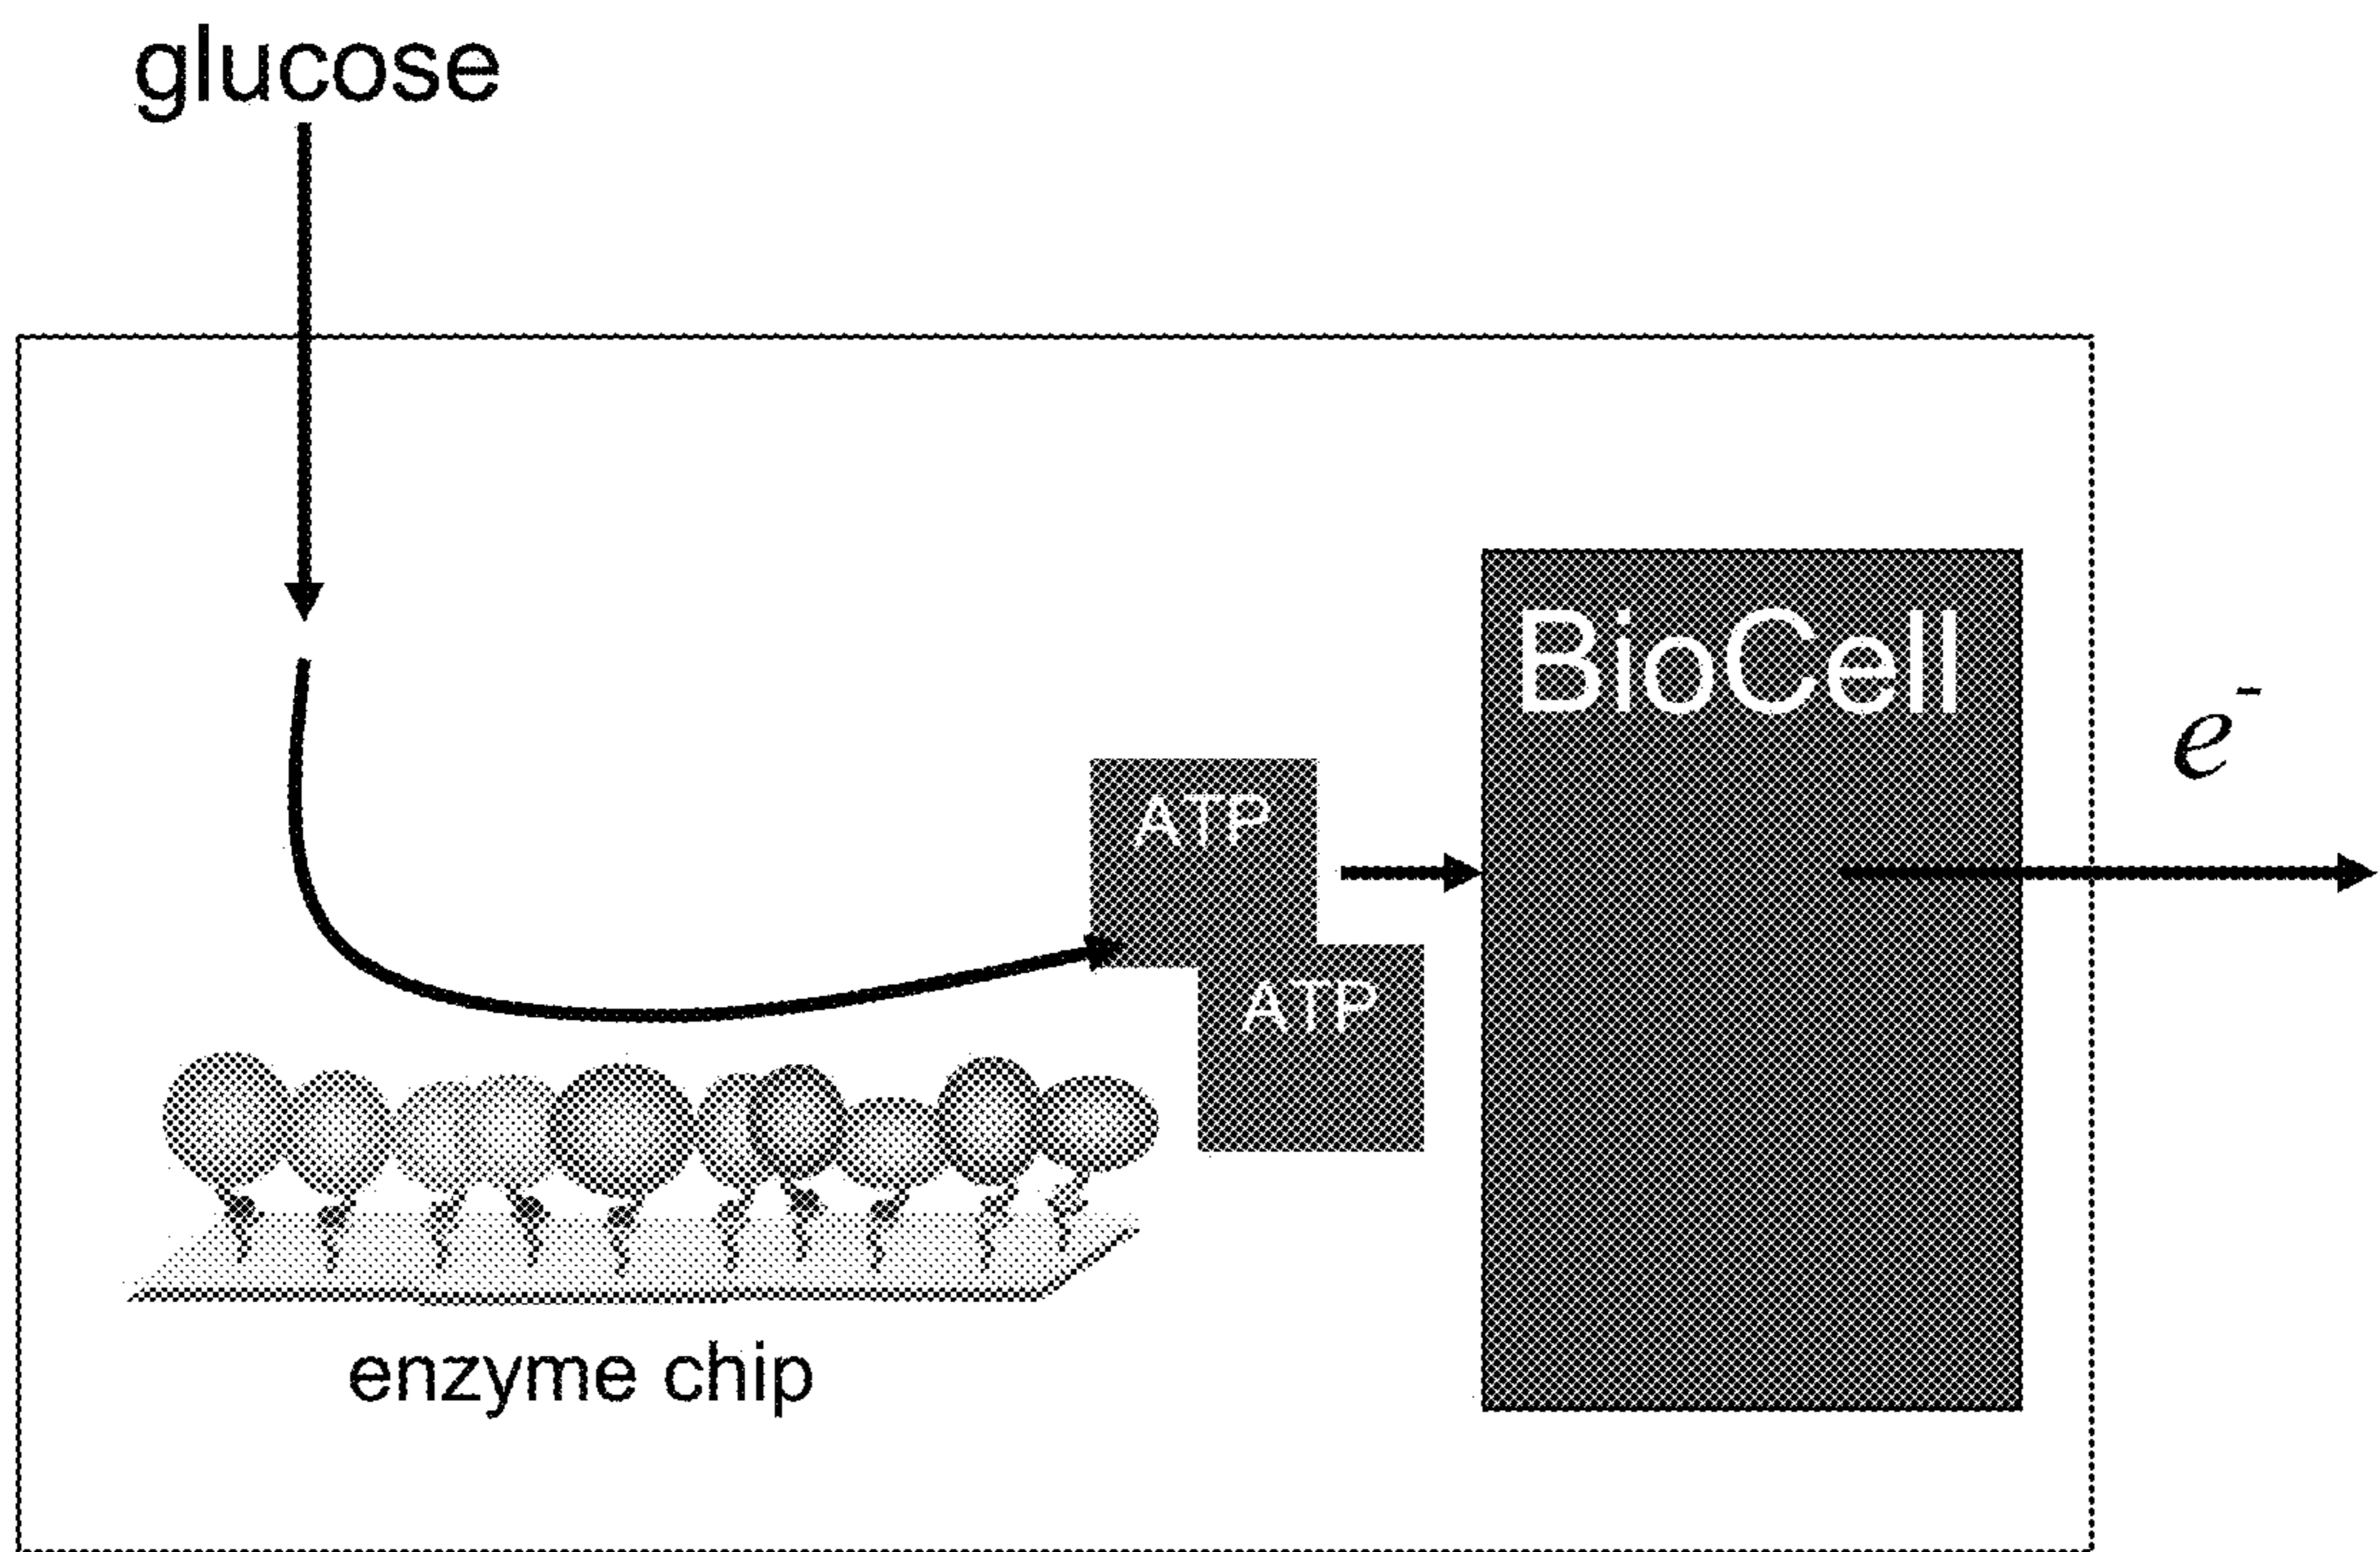 glucose
BioCell
e⁻
ATP
ATP
enzyme chip